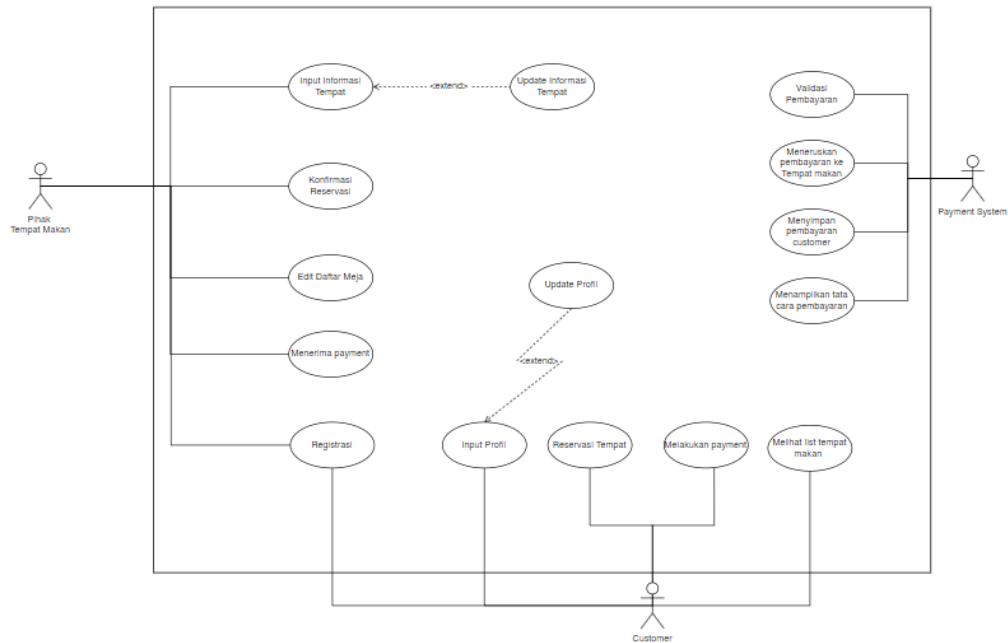 Input Informasi
Tempat
<extend>
Update Informasi
Tempat
Validasi
Pembayaran
Konfirmasi
Reservasi
Meneruskan
pembayaran ke
Tempat makan
Pihak
Tempat Makan
Payment System
Menyimpan
pembayaran
customer
Edit Daftar Meja
Update Profil
Menampilkan tata
cara pembayaran
Menerima payment
<extend>
Registrasi
Input Profil
Reservasi Tempat
Melakukan payment
Melihat list tempat
makan
Customer